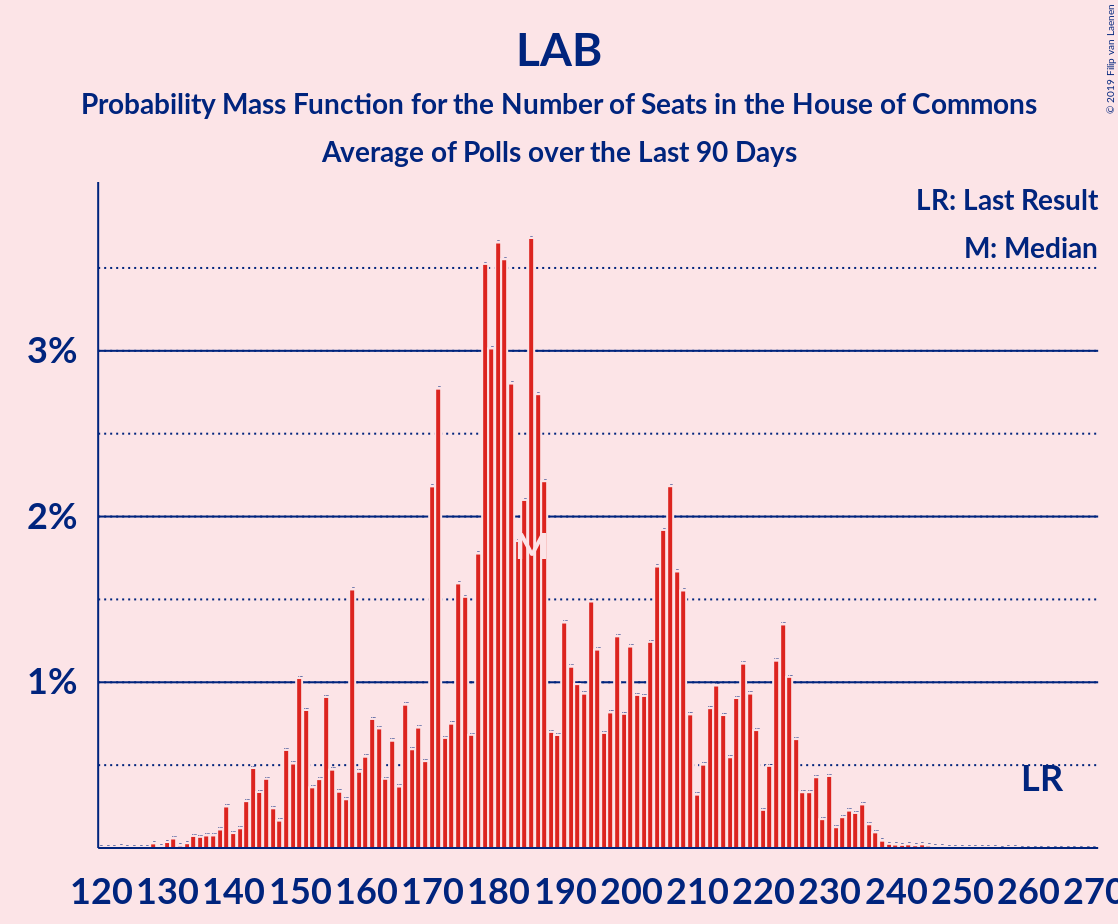 LAB
Probability Mass Function for the Number of Seats in the House of Commons
Average of Polls over the Last 90 Days
© 2019 Filip van Laenen
LR: Last Result
M: Median
3%
2%
1%
M
LR
120 130 140 150 160 170 180 190 200 210 220 230 240 250 260 270